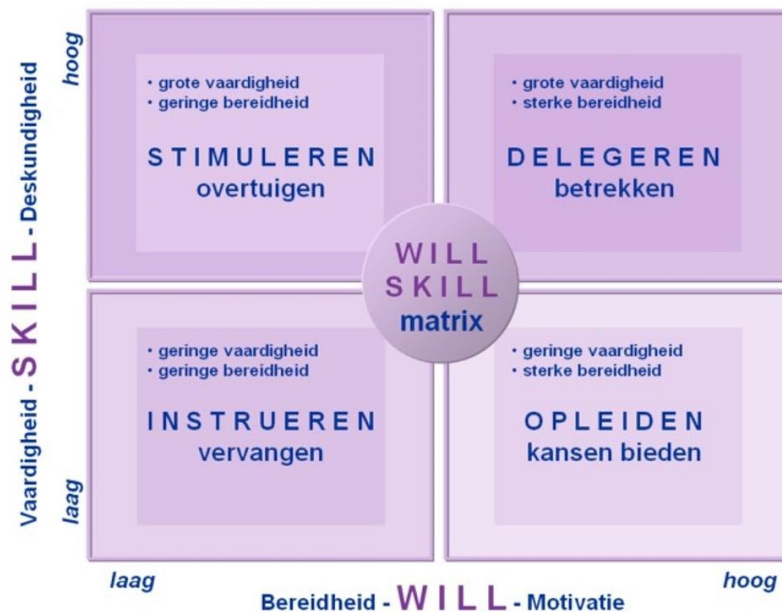 Vaardigheid - SKILL - Deskundigheid
hoog
laag
• grote vaardigheid
• geringe bereidheid
STIMULEREN
overtuigen
• grote vaardigheid
• sterke bereidheid
DELEGEREN
betrekken
WILL
SKILL
matrix
• geringe vaardigheid
• geringe bereidheid
INSTRUEREN
vervangen
• geringe vaardigheid
• sterke bereidheid
OPLEIDEN
kansen bieden
laag
hoog
Bereidheid - WILL - Motivatie